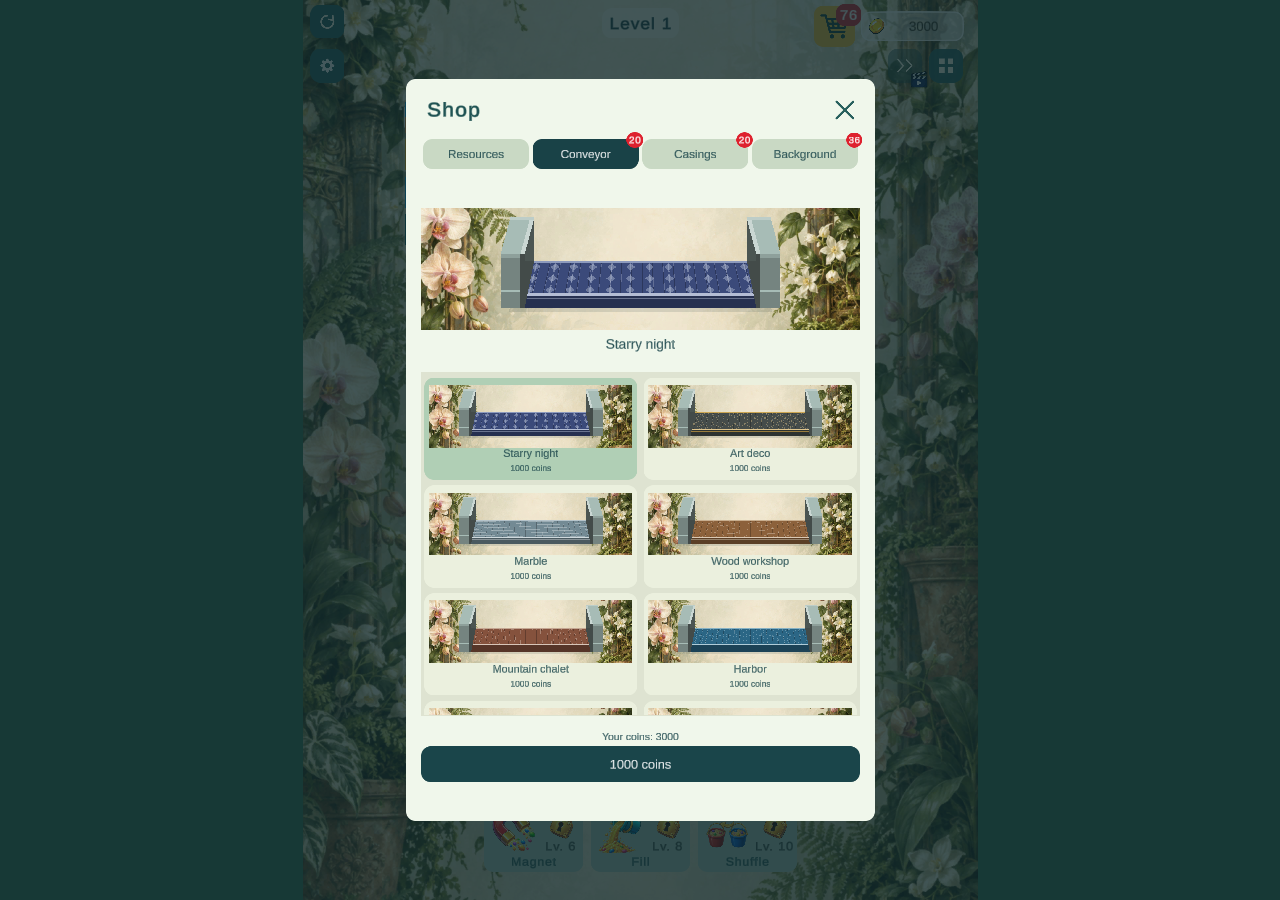 Level 1
76
3000
Shop
Resources
Conveyor
20
Casings
20
Background
36
Starry night
Starry night
1000 coins
Art deco
1000 coins
Marble
1000 coins
Wood workshop
1000 coins
Mountain chalet
1000 coins
Harbor
1000 coins
Your coins: 3000
1000 coins
Lv. 6
Magnet
Lv. 8
Fill
Lv. 10
Shuffle